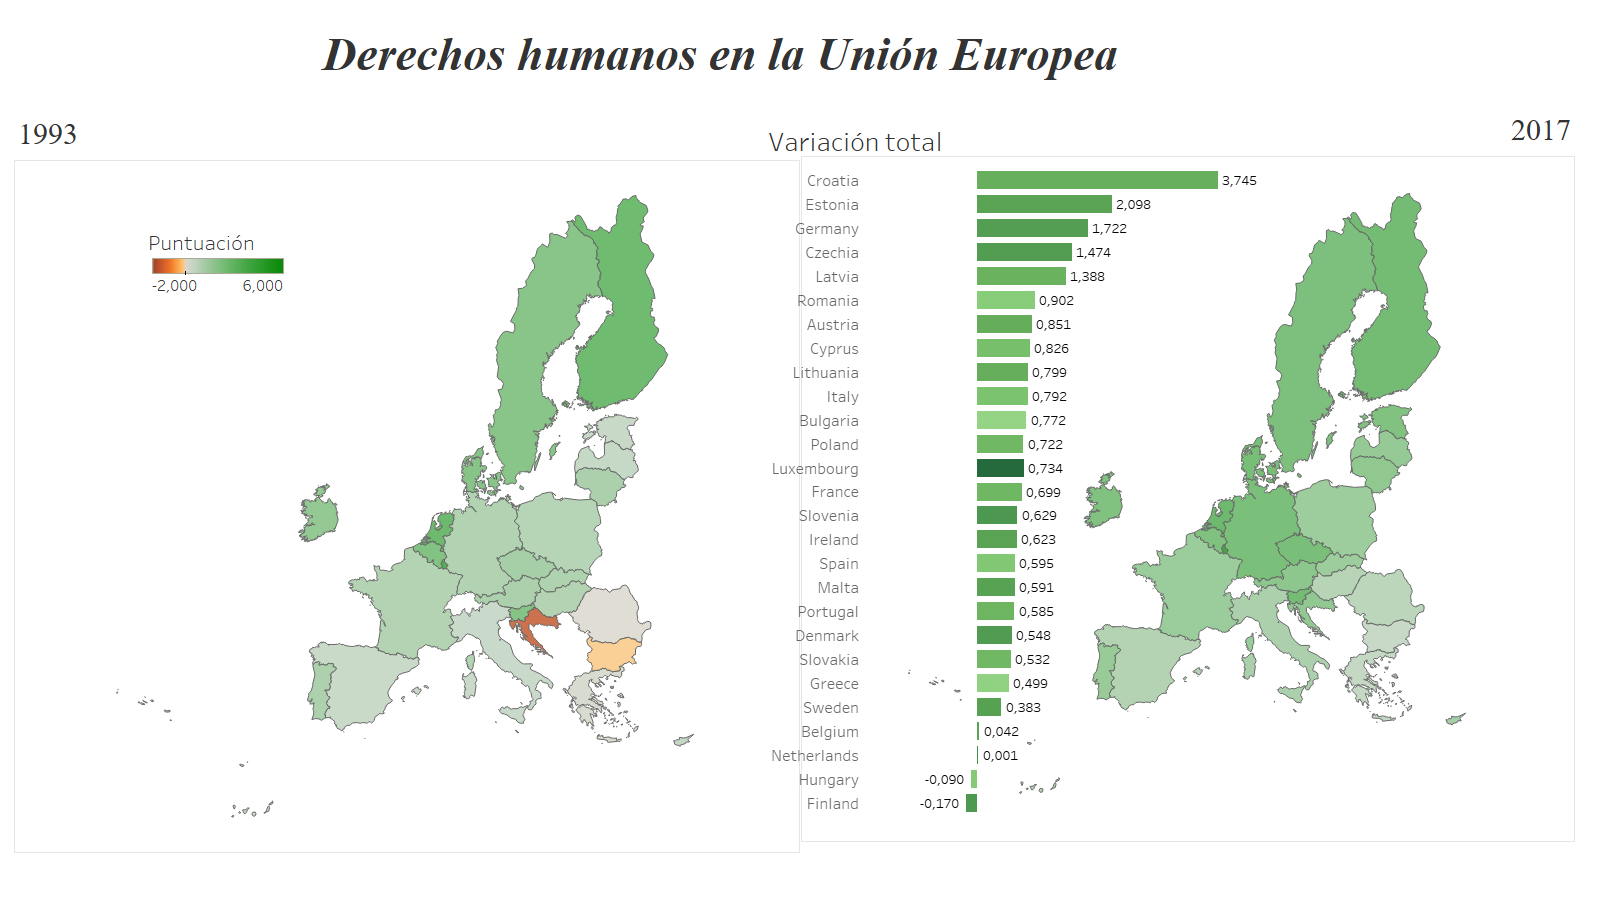 Derechos humanos en la Unión Europea
1993
2017
Variación total
Puntuación
-2,000 6,000
Croatia 3,745
Estonia 2,098
Germany 1,722
Czechia 1,474
Latvia 1,388
Romania 0,902
Austria 0,851
Cyprus 0,826
Lithuania 0,799
Italy 0,792
Bulgaria 0,772
Poland 0,722
Luxembourg 0,734
France 0,699
Slovenia 0,629
Ireland 0,623
Spain 0,595
Malta 0,591
Portugal 0,585
Denmark 0,548
Slovakia 0,532
Greece 0,499
Sweden 0,383
Belgium 0,042
Netherlands 0,001
Hungary -0,090
Finland -0,170